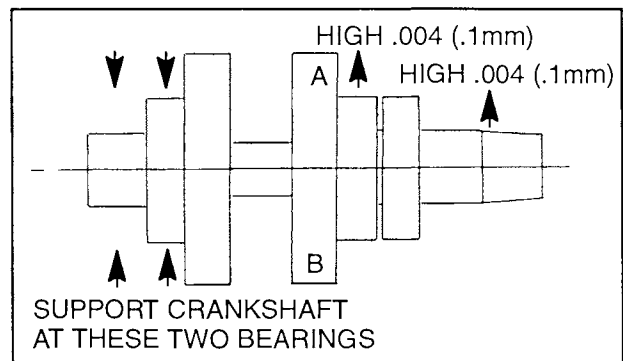 HIGH .004 (.1mm)
HIGH .004 (.1mm)
A
B
SUPPORT CRANKSHAFT
AT THESE TWO BEARINGS